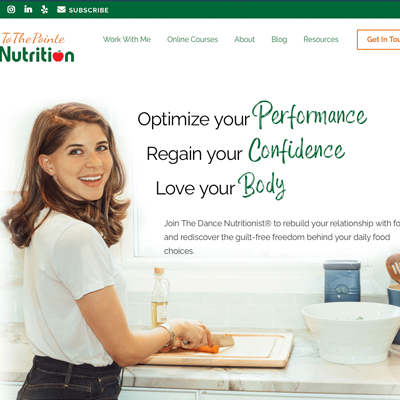 SUBSCRIBE
To The Pointe
Nutrition
Work With Me
Online Courses
About
Blog
Resources
Get In Tou
Optimize your Performance
Regain your Confidence
Love your Body
Join The Dance Nutritionist® to rebuild your relationship with fo
and rediscover the guilt-free freedom behind your daily food
choices.